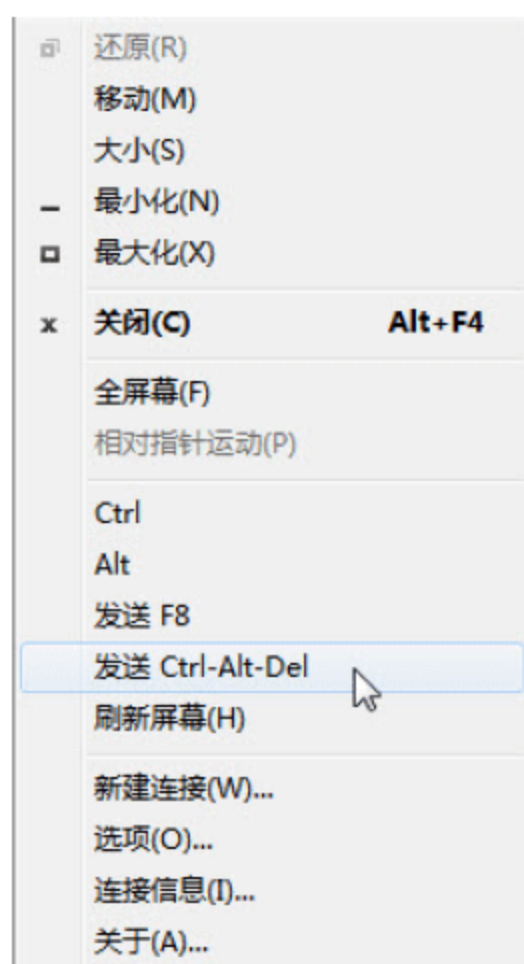 还原(R)
移动(M)
大小(S)
最小化(N)
最大化(X)
关闭(C) Alt+F4
全屏幕(F)
相对指针运动(P)
Ctrl
Alt
发送 F8
发送 Ctrl-Alt-Del
刷新屏幕(H)
新建连接(W)...
选项(O)...
连接信息(I)...
关于(A)...